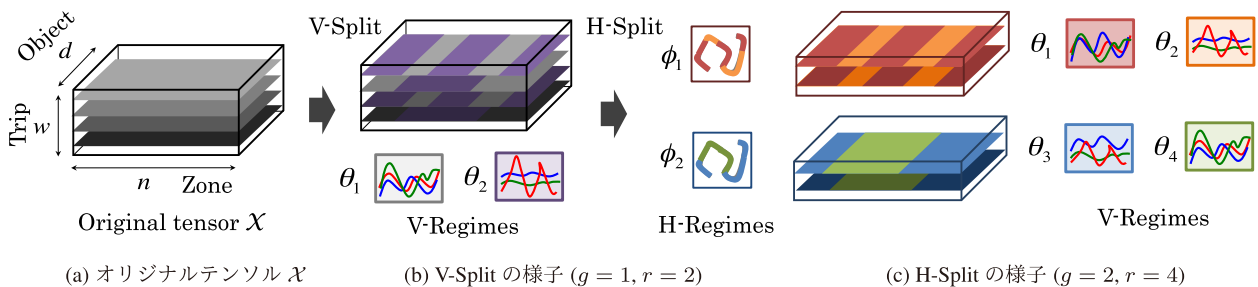 Object
d
Trip
w
n
Zone
Original tensor 𝒳
(a) オリジナルテンソル 𝒳
V-Split
θ1
θ2
V-Regimes
(b) V-Split の様子 (g = 1, r = 2)
H-Split
ϕ1
ϕ2
H-Regimes
θ1
θ2
θ3
θ4
V-Regimes
(c) H-Split の様子 (g = 2, r = 4)